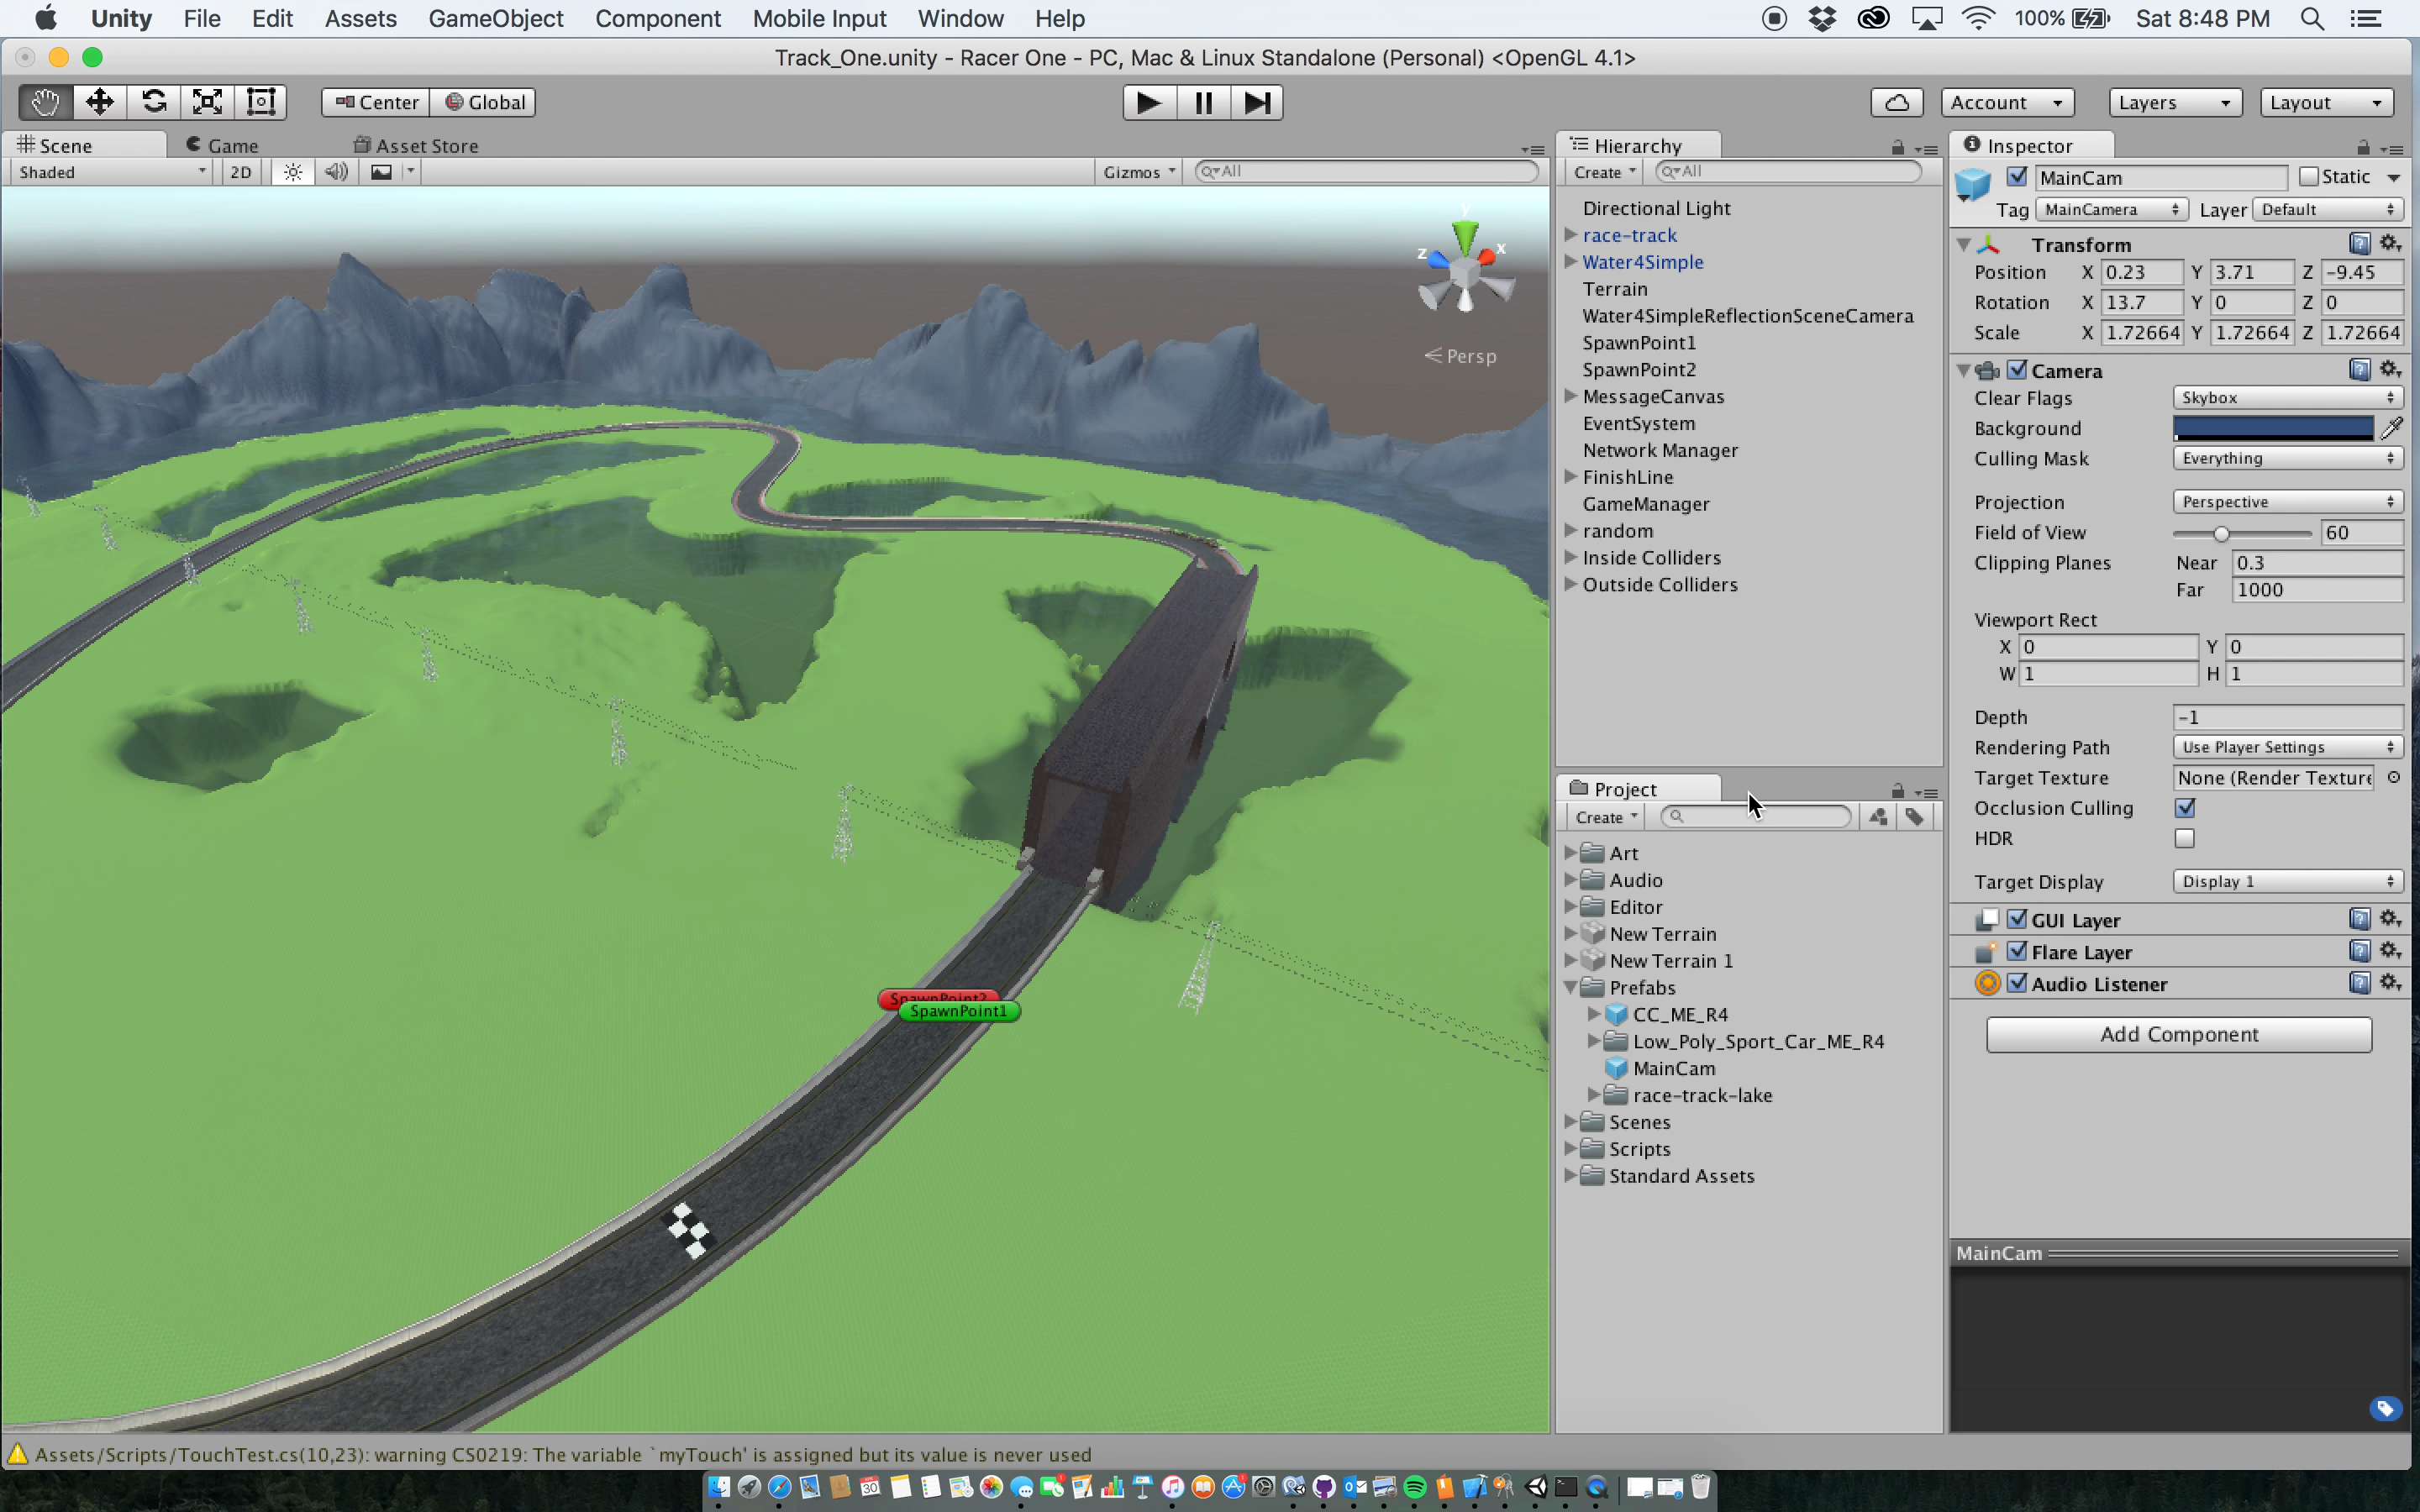 Unity File Edit Assets GameObject Component Mobile Input Window Help 100% Sat 8:48 PM
Track_One.unity - Racer One - PC, Mac & Linux Standalone (Personal) <OpenGL 4.1>
Center Global Account Layers Layout
Scene Game Asset Store
Shaded 2D Gizmos All
y
z x
Persp
SpawnPoint2
SpawnPoint1
Hierarchy
Create All
Directional Light
race-track
Water4Simple
Terrain
Water4SimpleReflectionSceneCamera
SpawnPoint1
SpawnPoint2
MessageCanvas
EventSystem
Network Manager
FinishLine
GameManager
random
Inside Colliders
Outside Colliders
Project
Create
Art
Audio
Editor
New Terrain
New Terrain 1
Prefabs
CC_ME_R4
Low_Poly_Sport_Car_ME_R4
MainCam
race-track-lake
Scenes
Scripts
Standard Assets
Inspector
MainCam Static
Tag MainCamera Layer Default
Transform
Position X 0.23 Y 3.71 Z -9.45
Rotation X 13.7 Y 0 Z 0
Scale X 1.72664 Y 1.72664 Z 1.72664
Camera
Clear Flags Skybox
Background
Culling Mask Everything
Projection Perspective
Field of View 60
Clipping Planes Near 0.3
Far 1000
Viewport Rect
X 0 Y 0
W 1 H 1
Depth -1
Rendering Path Use Player Settings
Target Texture None (Render Texture
Occlusion Culling
HDR
Target Display Display 1
GUI Layer
Flare Layer
Audio Listener
Add Component
MainCam
Assets/Scripts/TouchTest.cs(10,23): warning CS0219: The variable `myTouch' is assigned but its value is never used
30